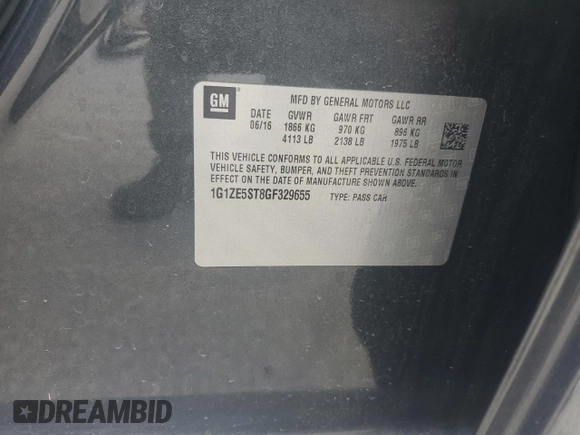 GM
MFD BY GENERAL MOTORS LLC
DATE GVWR GAWR FRT GAWR RR
06/16 1866 KG 970 KG 896 KG
4113 LB 2138 LB 1975 LB
THIS VEHICLE CONFORMS TO ALL APPLICABLE U.S. FEDERAL MOTOR
VEHICLE SAFETY, BUMPER, AND THEFT PREVENTION STANDARDS IN
EFFECT ON THE DATE OF MANUFACTURE SHOWN ABOVE.
1G1ZE5ST8GF329655 TYPE: PASS CAR
DREAMBID